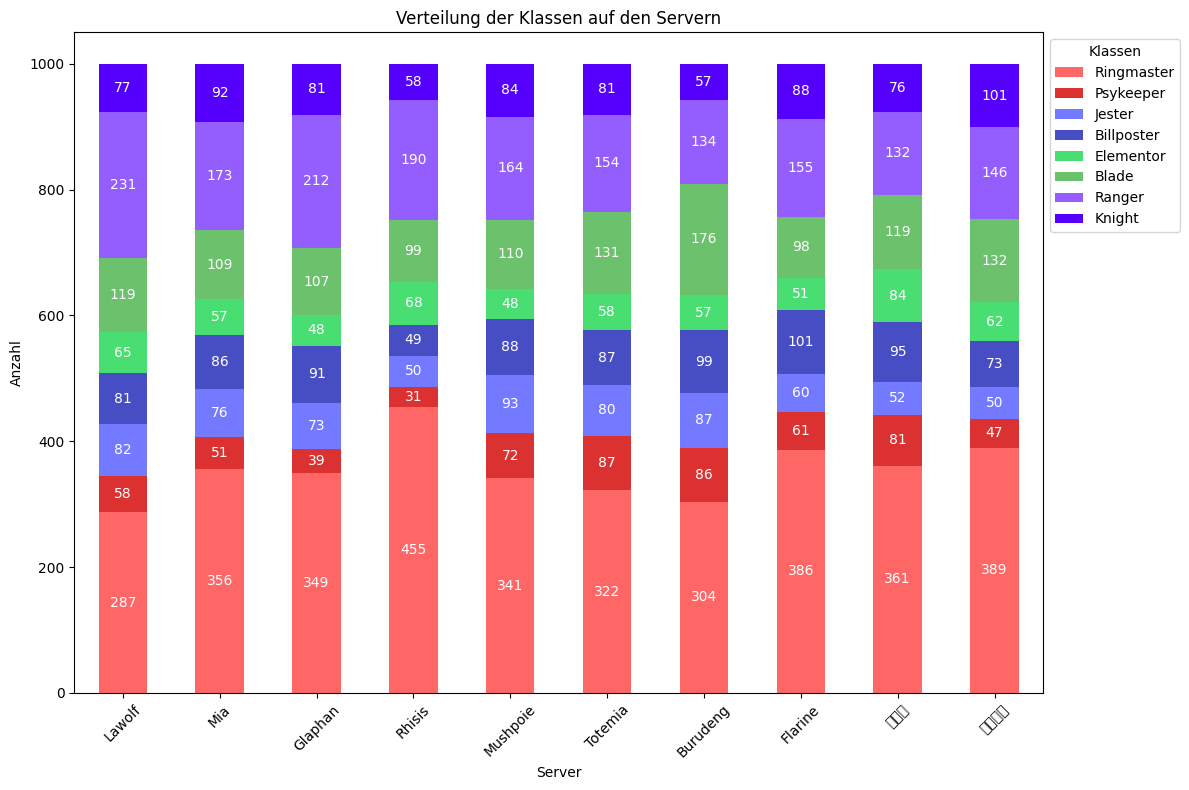 Verteilung der Klassen auf den Servern
Klassen
Ringmaster
Psykeeper
Jester
Billposter
Elementor
Blade
Ranger
Knight
Anzahl
1000
800
600
400
200
0
77 92 81 58 84 81 57 88 76 101
231 173 212 190 164 154 134 155 132 146
119 109 107 99 110 131 176 98 119 132
65 57 48 68 48 58 57 51 84 62
81 86 91 49 88 87 99 101 95 73
82 76 73 50 93 80 87 60 52 50
58 51 39 31 72 87 86 61 81 47
287 356 349 455 341 322 304 386 361 389
Lawolf Mia Glaphan Rhisis Mushpoie Totemia Burudeng Flarine
Server